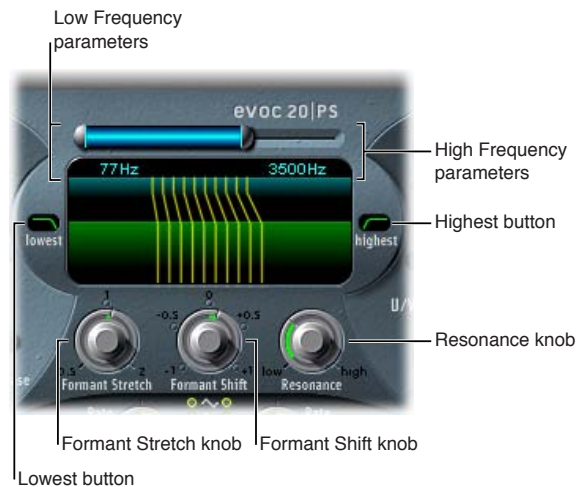 Low Frequency
parameters
evoc 20|PS
77Hz
3500Hz
High Frequency
parameters
Highest button
lowest
highest
1
0
-0.5
+0.5
Resonance knob
2
-1
+1
low
high
Formant Stretch
Formant Shift
Resonance
Formant Stretch knob
Formant Shift knob
Lowest button